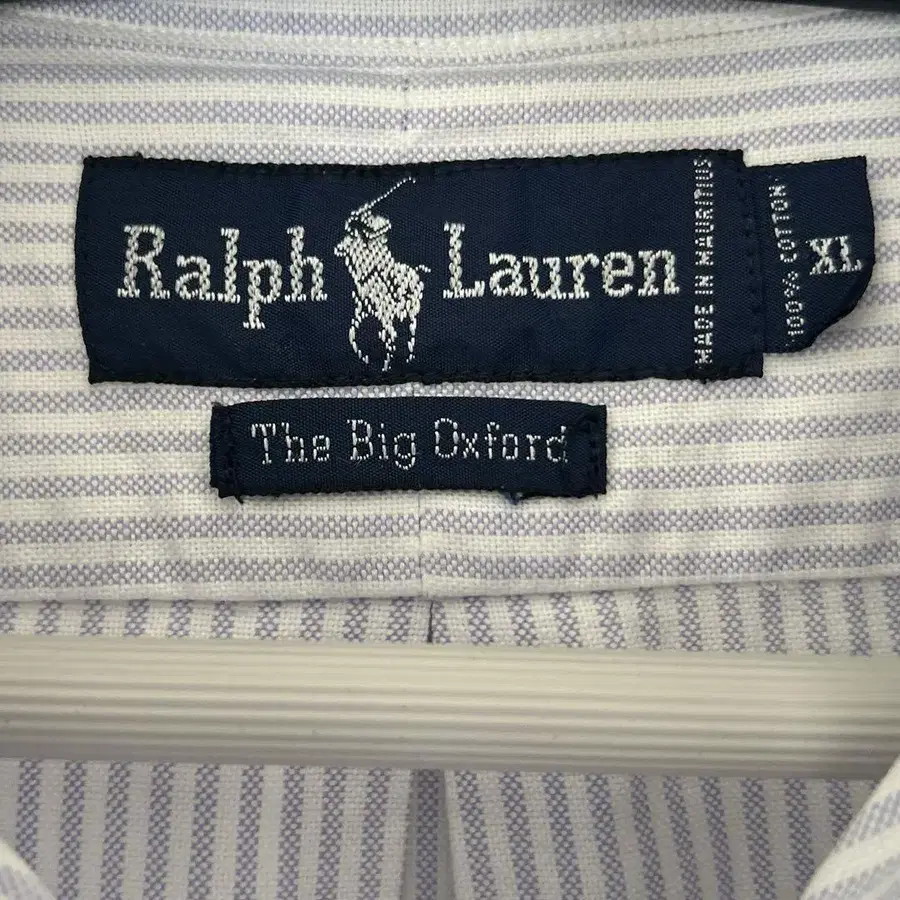 Ralph Lauren
MADE IN MAURITIUS
100% COTTON
XL
The Big Oxford